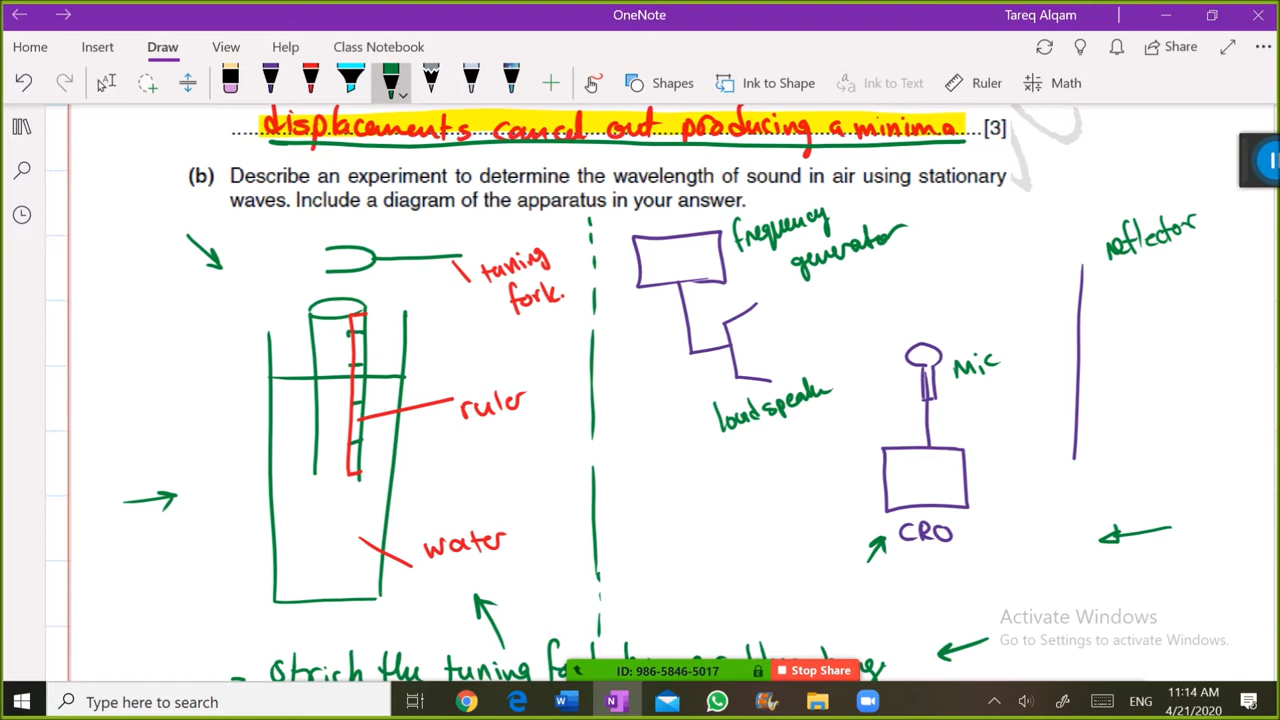 OneNote
Tareq Alqam
Home
Insert
Draw
View
Help
Class Notebook
Share
Shapes
Ink to Shape
Ink to Text
Ruler
Math
displacements cancel out producing a minima [3]
(b) Describe an experiment to determine the wavelength of sound in air using stationary
waves. Include a diagram of the apparatus in your answer.
frequency
generator
reflector
tuning
fork.
Mic
ruler
loudspeake
CRO
water
Activate Windows
Go to Settings to activate Windows.
- strich the tuning
ID: 986-5846-5017
Stop Share
Type here to search
ENG
11:14 AM
4/21/2020